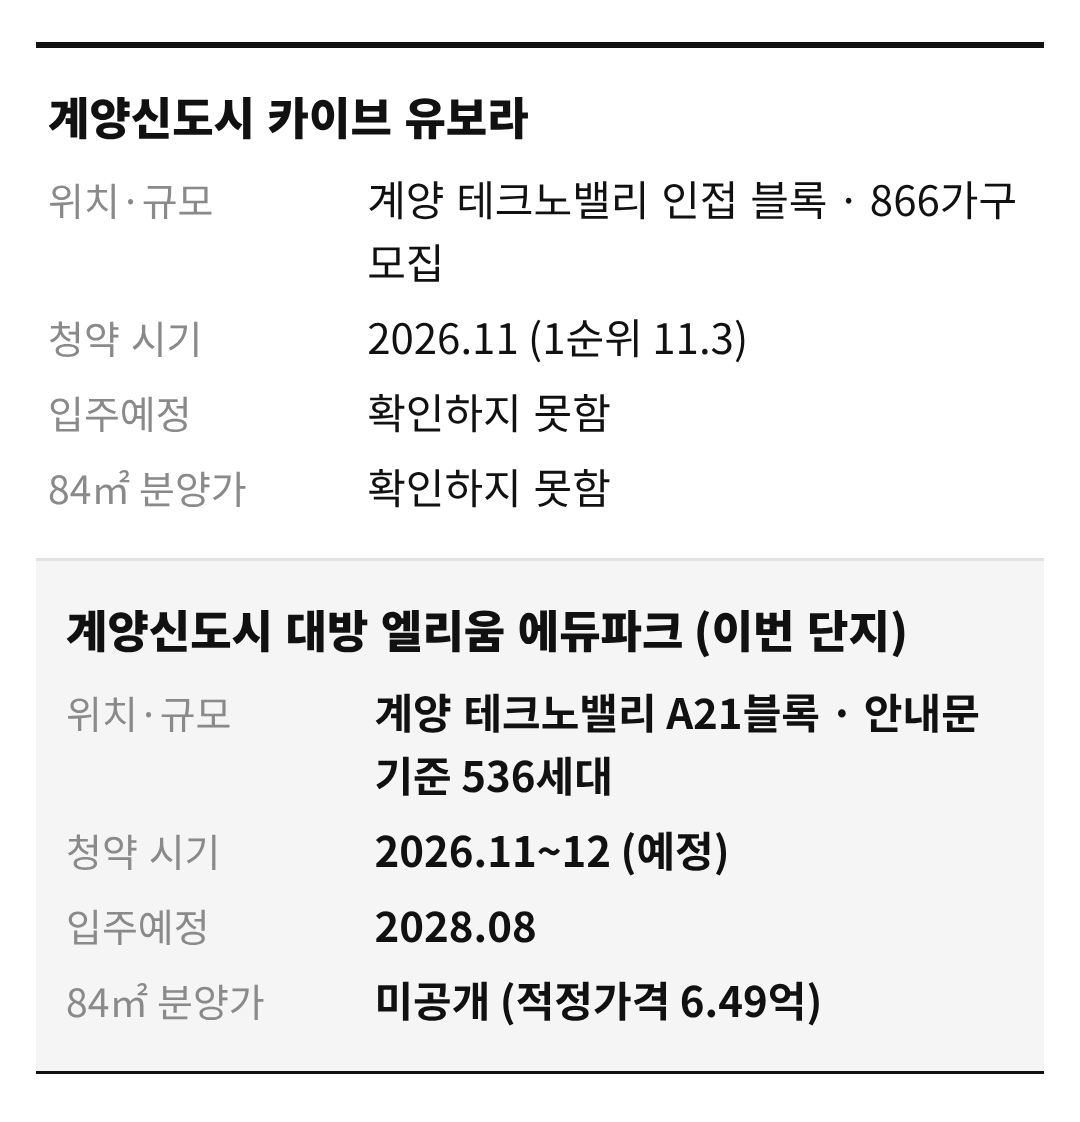 계양신도시 카이브 유보라
위치·규모 계양 테크노밸리 인접 블록 · 866가구
모집
청약 시기 2026.11 (1순위 11.3)
입주예정 확인하지 못함
84㎡ 분양가 확인하지 못함
계양신도시 대방 엘리움 에듀파크 (이번 단지)
위치·규모 계양 테크노밸리 A21블록 · 안내문
기준 536세대
청약 시기 2026.11~12 (예정)
입주예정 2028.08
84㎡ 분양가 미공개 (적정가격 6.49억)